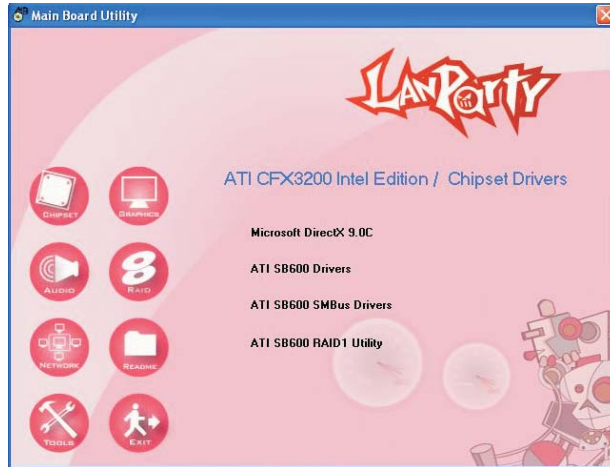 Main Board Utility
LANPARTY
ATI CFX3200 Intel Edition / Chipset Drivers
Microsoft DirectX 9.0C
ATI SB600 Drivers
ATI SB600 SMBus Drivers
ATI SB600 RAID1 Utility
CHIPSET
GRAPHICS
AUDIO
RAID
NETWORK
README
TOOLS
EXIT